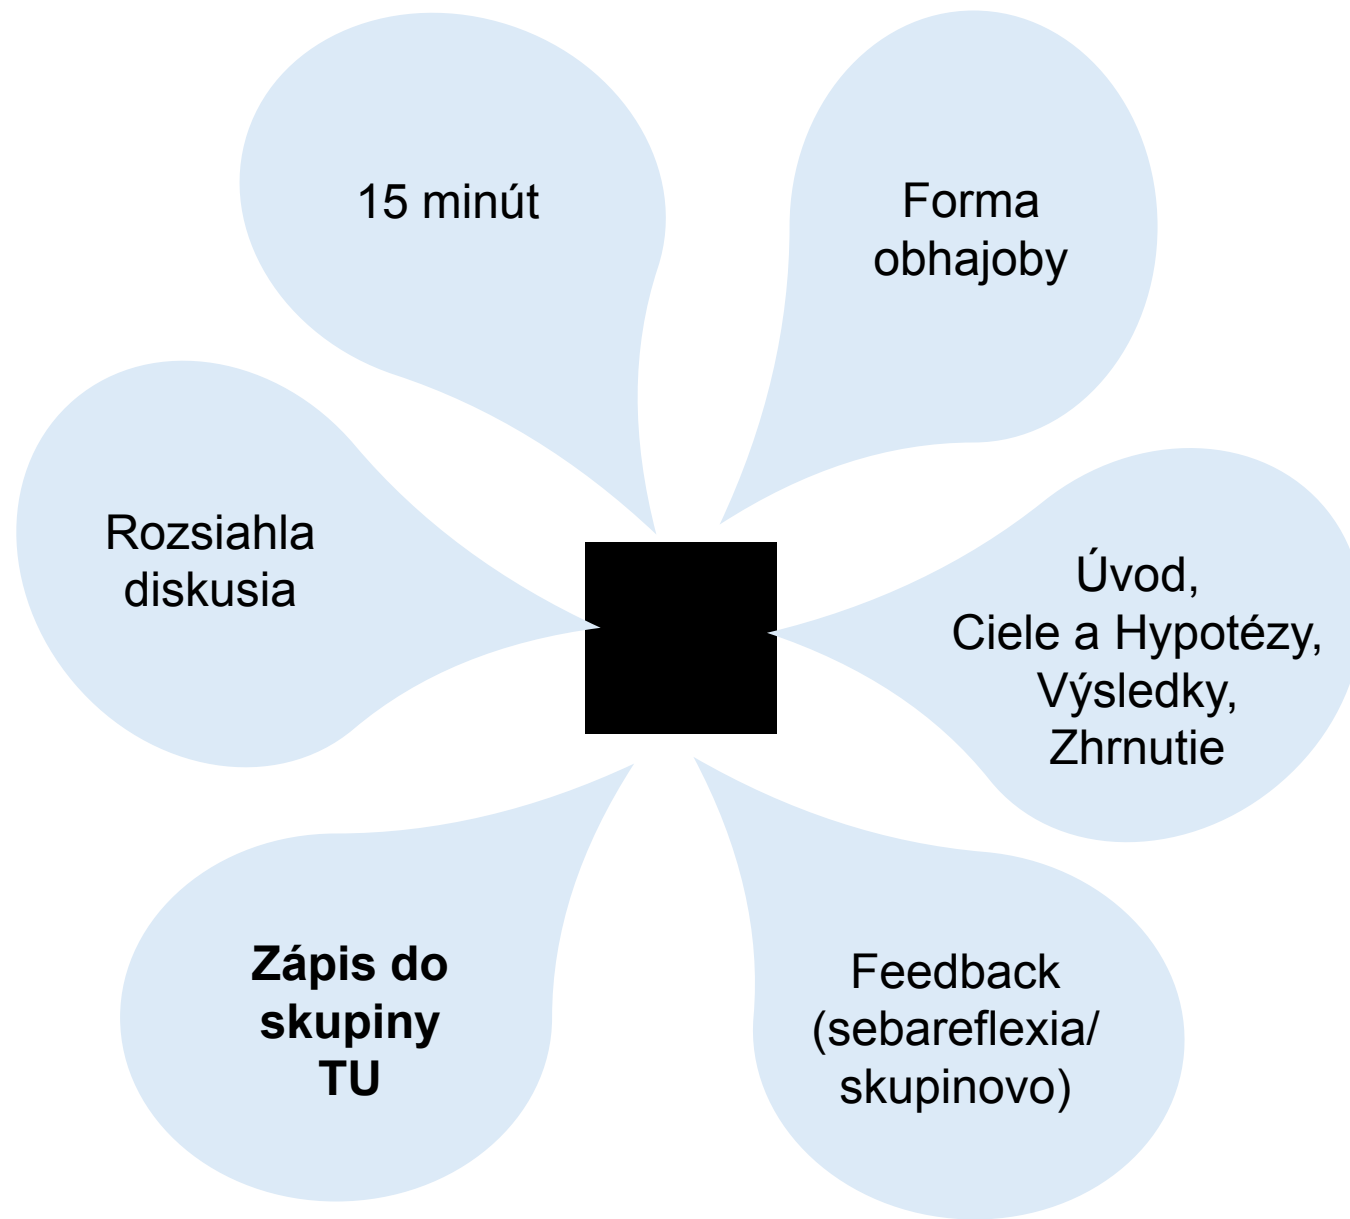 15 minút
Forma
obhajoby
Rozsiahla
diskusia
Úvod,
Ciele a Hypotézy,
Výsledky,
Zhrnutie
Zápis do
skupiny
TU
Feedback
(sebareflexia/
skupinovo)